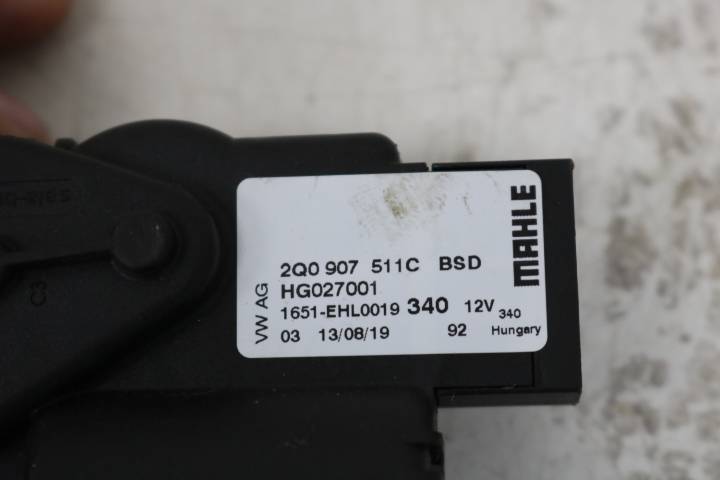 2Q0 907 511C BSD
HG027001
1651-EHL0019 340 12V 340
03 13/08/19 92 Hungary
VW AG
MAHLE
C3